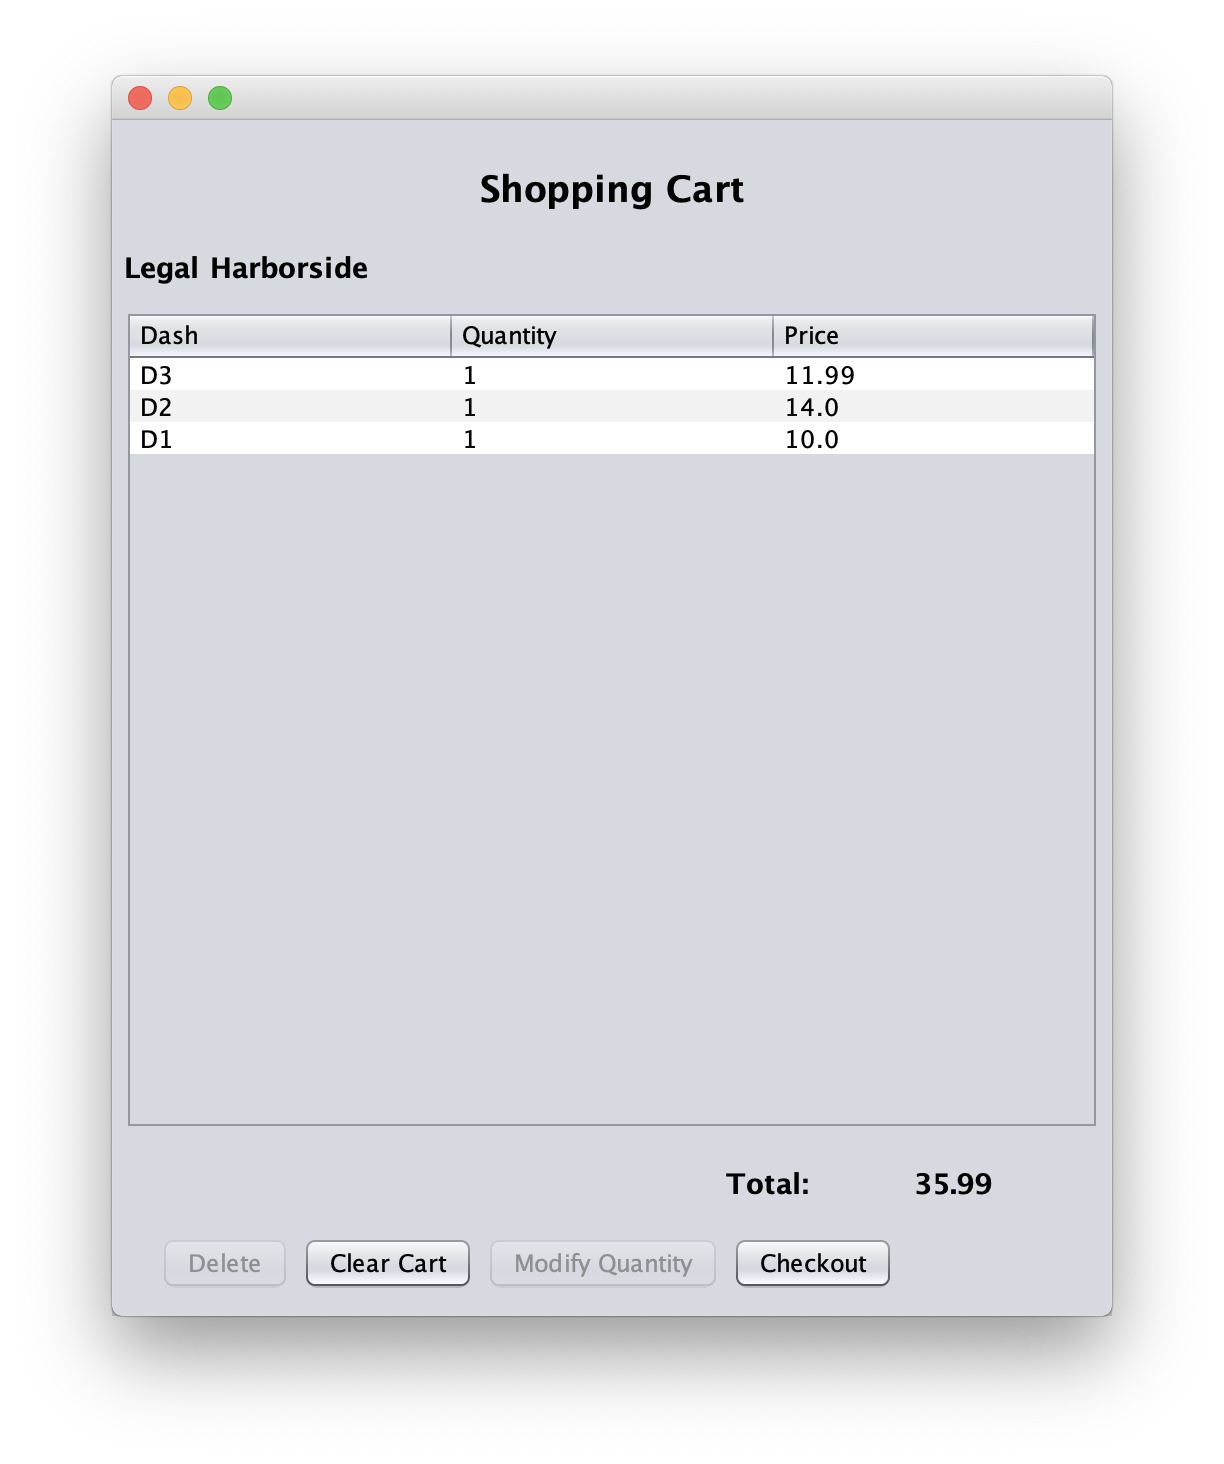 Shopping Cart
Legal Harborside
Dash Quantity Price
D3 1 11.99
D2 1 14.0
D1 1 10.0
Total: 35.99
Delete Clear Cart Modify Quantity Checkout